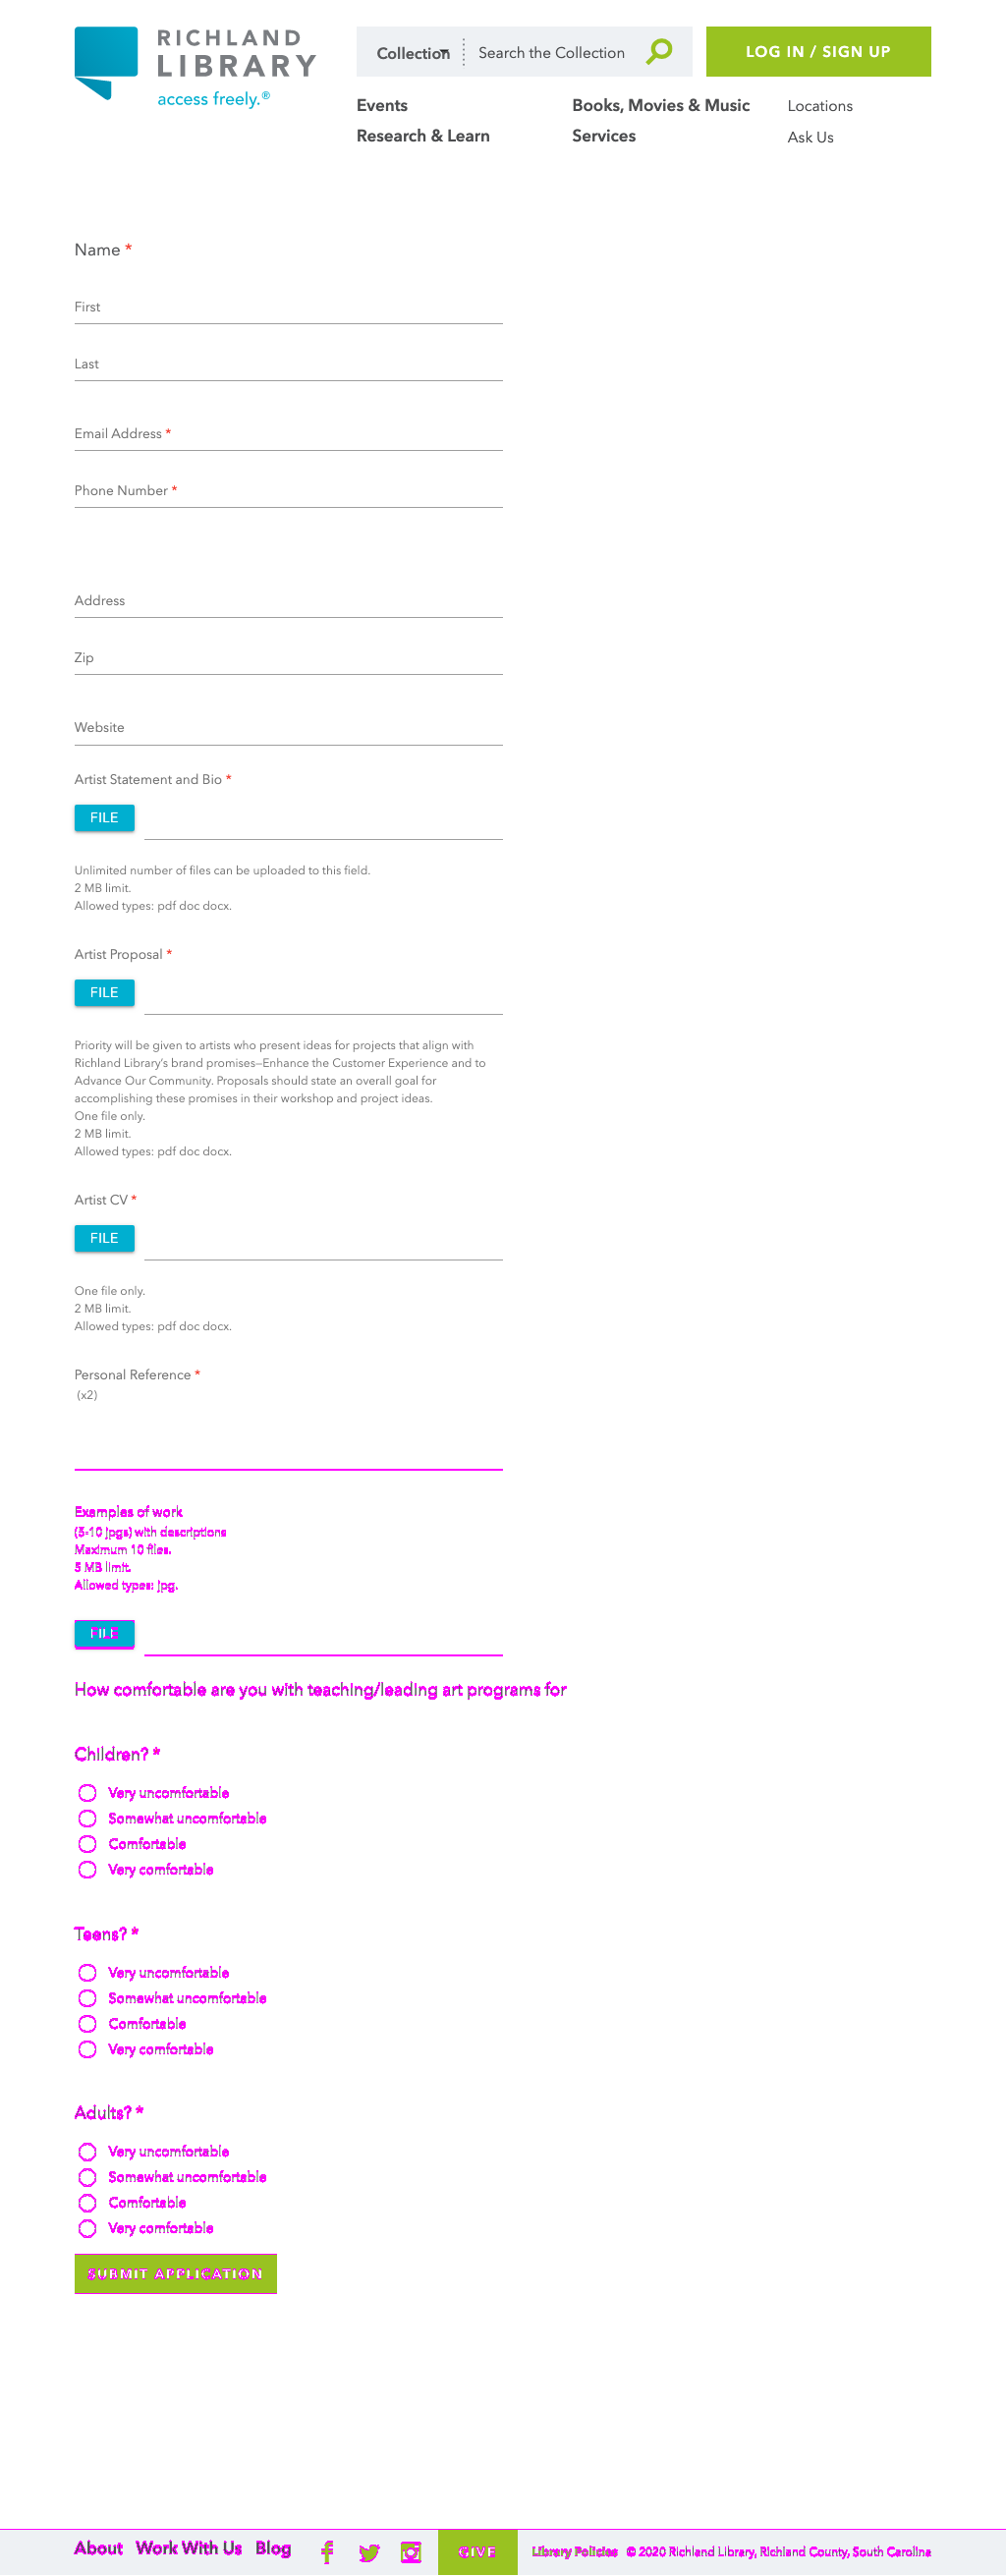 RICHLAND
LIBRARY
access freely.®
Collection
Search the Collection
LOG IN / SIGN UP
Events
Books, Movies & Music
Locations
Research & Learn
Services
Ask Us
Name *
First
Last
Email Address *
Phone Number *
Address
Zip
Website
Artist Statement and Bio *
FILE
Unlimited number of files can be uploaded to this field.
2 MB limit.
Allowed types: pdf doc docx.
Artist Proposal *
FILE
Priority will be given to artists who present ideas for projects that align with
Richland Library's brand promises—Enhance the Customer Experience and to
Advance Our Community. Proposals should state an overall goal for
accomplishing these promises in their workshop and project ideas.
One file only.
2 MB limit.
Allowed types: pdf doc docx.
Artist CV *
FILE
One file only.
2 MB limit.
Allowed types: pdf doc docx.
Personal Reference *
(x2)
Examples of work
(5-10 jpgs) with descriptions
Maximum 10 files.
5 MB limit.
Allowed types: jpg.
FILE
How comfortable are you with teaching/leading art programs for
Children? *
Very uncomfortable
Somewhat uncomfortable
Comfortable
Very comfortable
Teens? *
Very uncomfortable
Somewhat uncomfortable
Comfortable
Very comfortable
Adults? *
Very uncomfortable
Somewhat uncomfortable
Comfortable
Very comfortable
SUBMIT APPLICATION
About Work With Us Blog
GIVE
Library Policies © 2020 Richland Library, Richland County, South Carolina